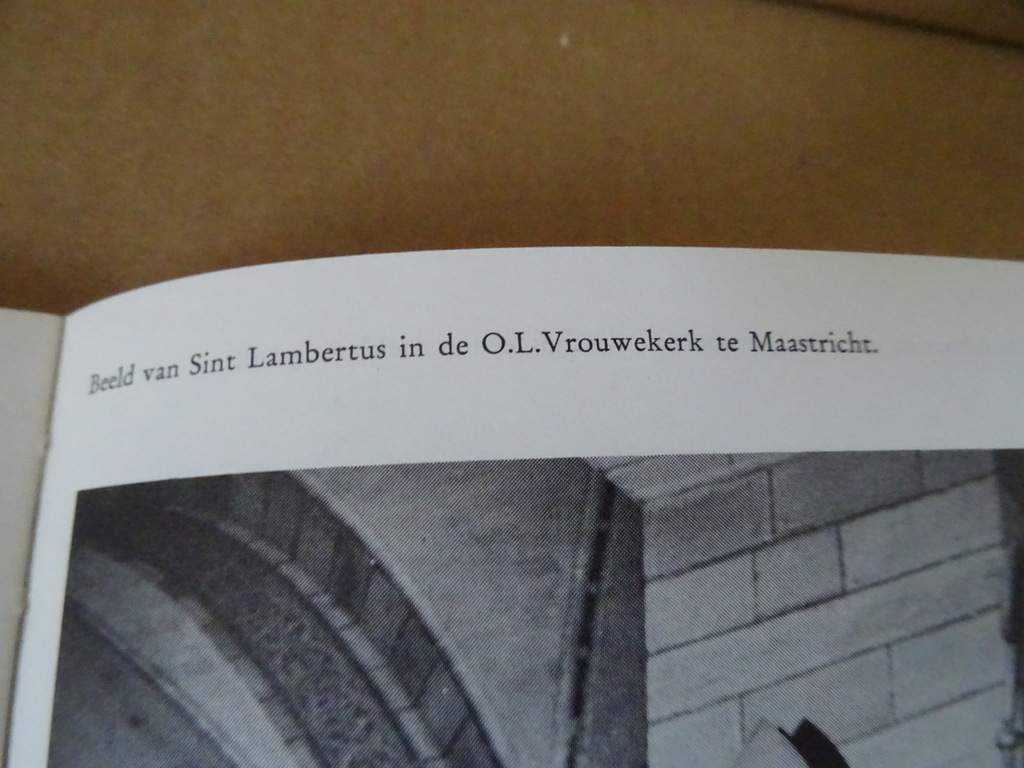 Beeld van Sint Lambertus in de O.L.Vrouwekerk te Maastricht.